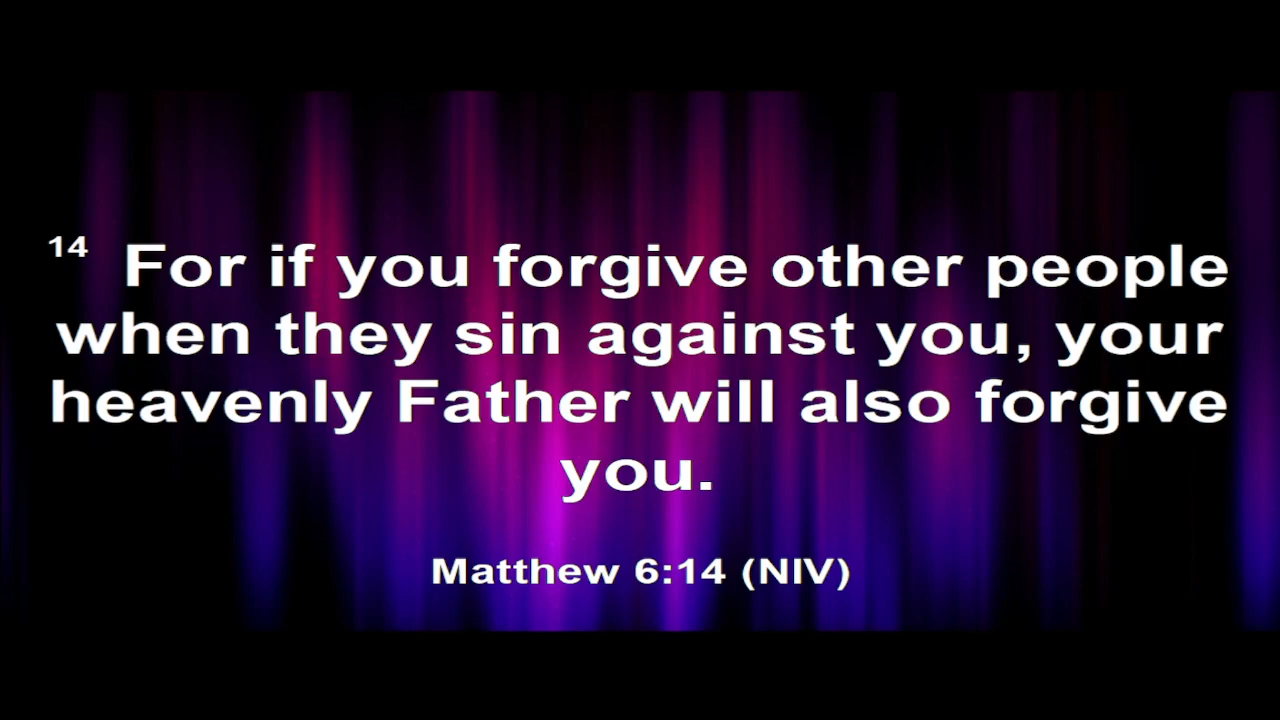 14 For if you forgive other people
when they sin against you, your
heavenly Father will also forgive
you.
Matthew 6:14 (NIV)